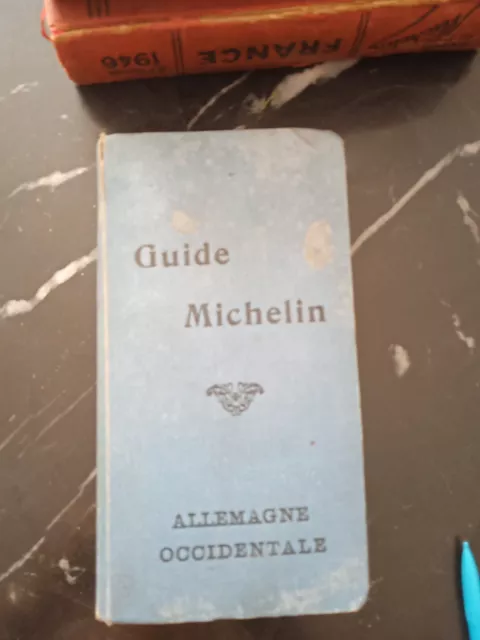 FRANCE
1946
Guide
Michelin
ALLEMAGNE
OCCIDENTALE